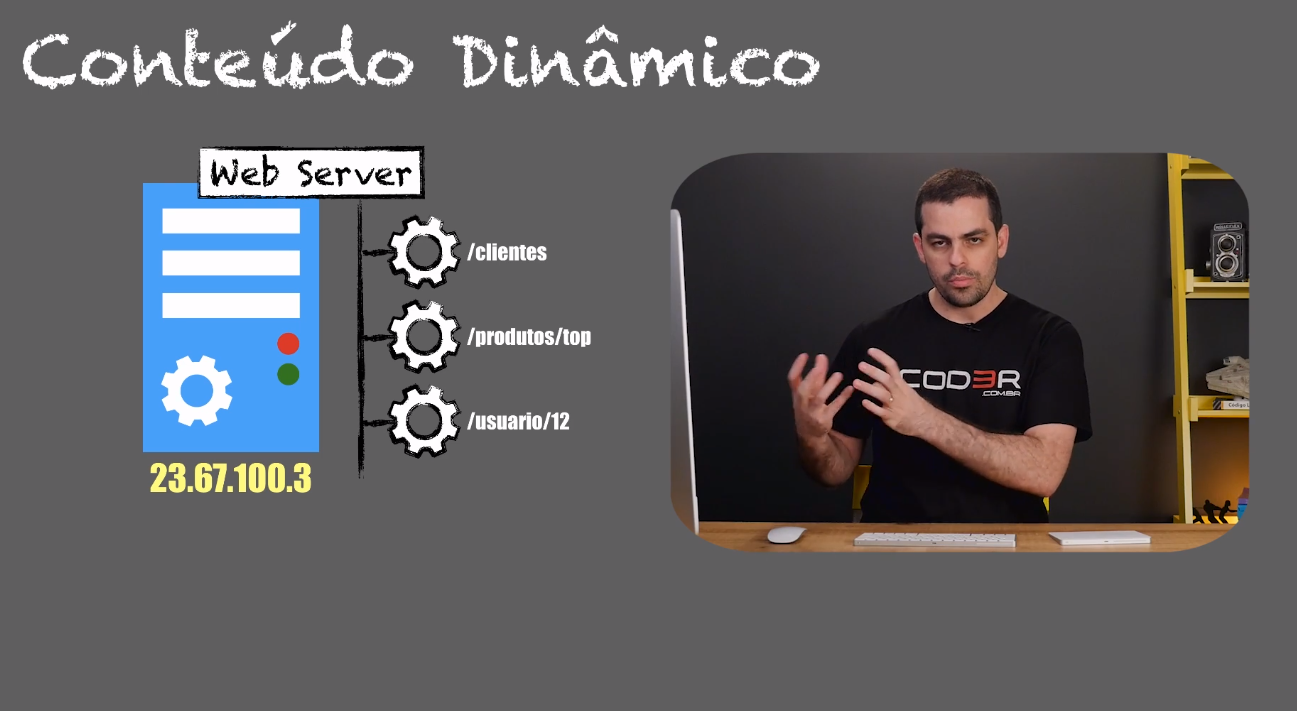 Conteúdo Dinâmico
Web Server
/clientes
/produtos/top
/usuario/12
23.67.100.3
COD3R
.COM.BR